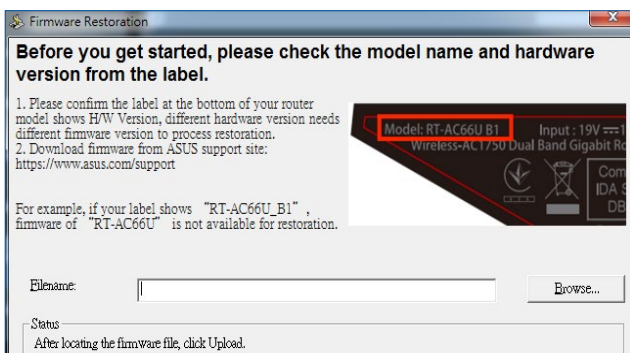 Firmware Restoration
Before you get started, please check the model name and hardware
version from the label.
1. Please confirm the label at the bottom of your router
model shows H/W Version, different hardware version needs
different firmware version to process restoration.
2. Download firmware from ASUS support site:
https://www.asus.com/support
For example, if your label shows “RT-AC66U_B1”,
firmware of “RT-AC66U” is not available for restoration.
Model: RT-AC66U B1 Input : 19V
Wireless-AC1750 Dual Band Gigabit Ro
Com
IDA S
DB
Filename:
Browse...
Status
After locating the firmware file, click Upload.